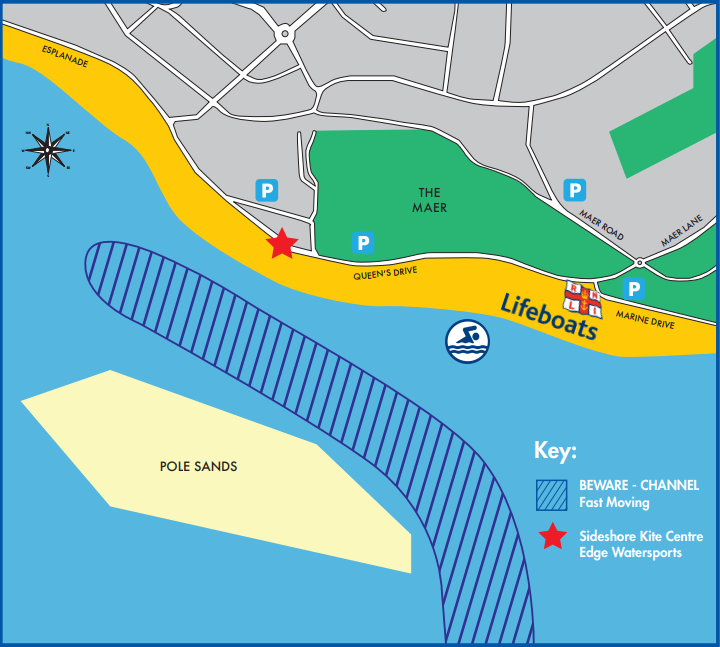 ESPLANADE
P
P
THE
MAER
MAER ROAD
MAER LANE
P
QUEEN'S DRIVE
P
R N
L I
Lifeboats
MARINE DRIVE
POLE SANDS
Key:
BEWARE - CHANNEL
Fast Moving
Sideshore Kite Centre
Edge Watersports